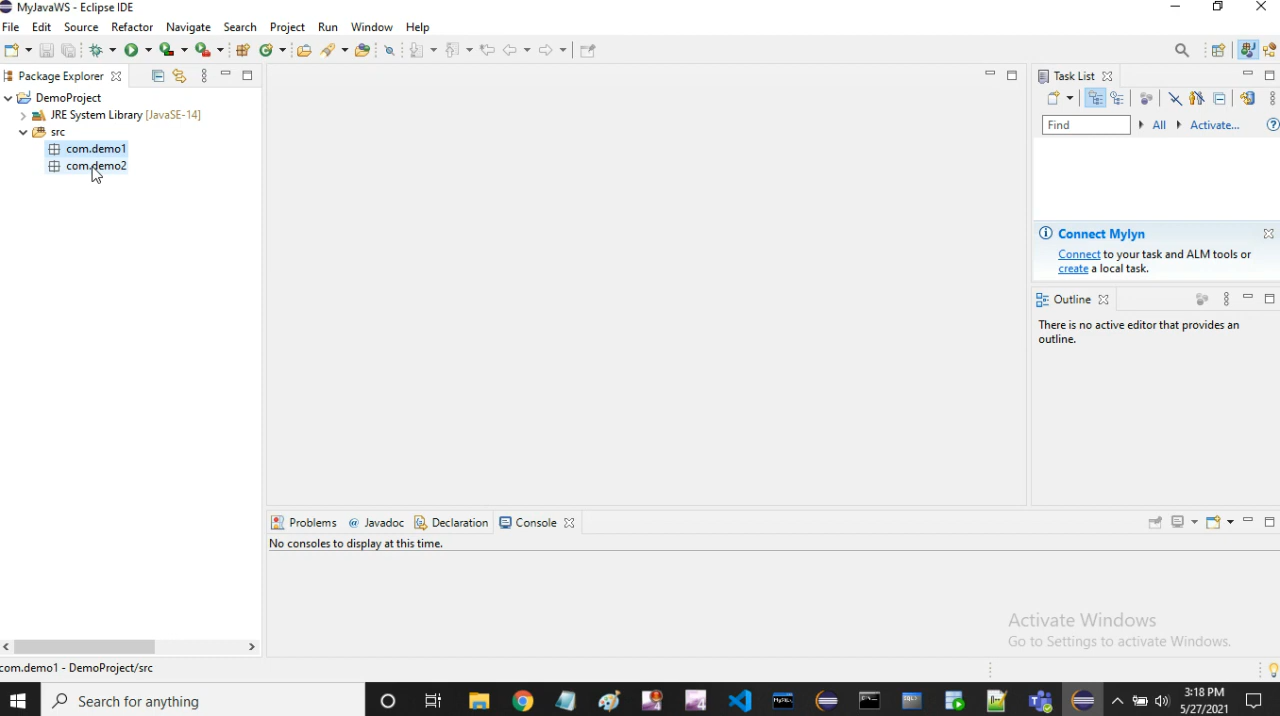 MyJavaWS - Eclipse IDE
File Edit Source Refactor Navigate Search Project Run Window Help
Package Explorer
DemoProject
JRE System Library [JavaSE-14]
src
com.demo1
com.demo2
Task List
Find All Activate...
Connect Mylyn
Connect to your task and ALM tools or
create a local task.
Outline
There is no active editor that provides an
outline.
Problems @ Javadoc Declaration Console
No consoles to display at this time.
Activate Windows
Go to Settings to activate Windows.
com.demo1 - DemoProject/src
Search for anything
3:18 PM
5/27/2021